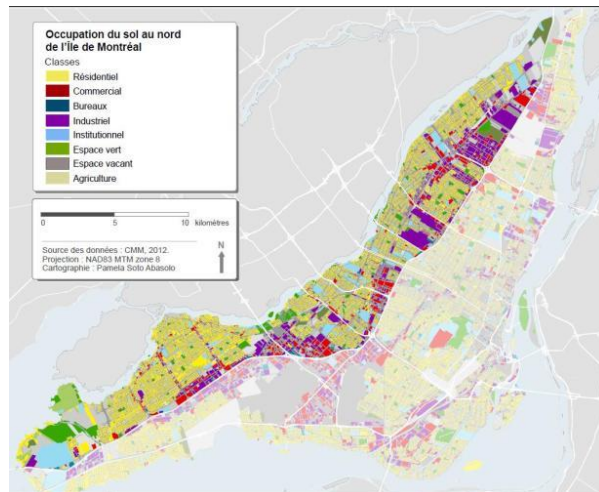 Occupation du sol au nord
de l'Île de Montréal
Classes
Résidentiel
Commercial
Bureaux
Industriel
Institutionnel
Espace vert
Espace vacant
Agriculture
0 5 10 kilomètres
Source des données : CMM, 2012.
Projection : NAD83 MTM zone 8
Cartographie : Pamela Soto Abasolo
N